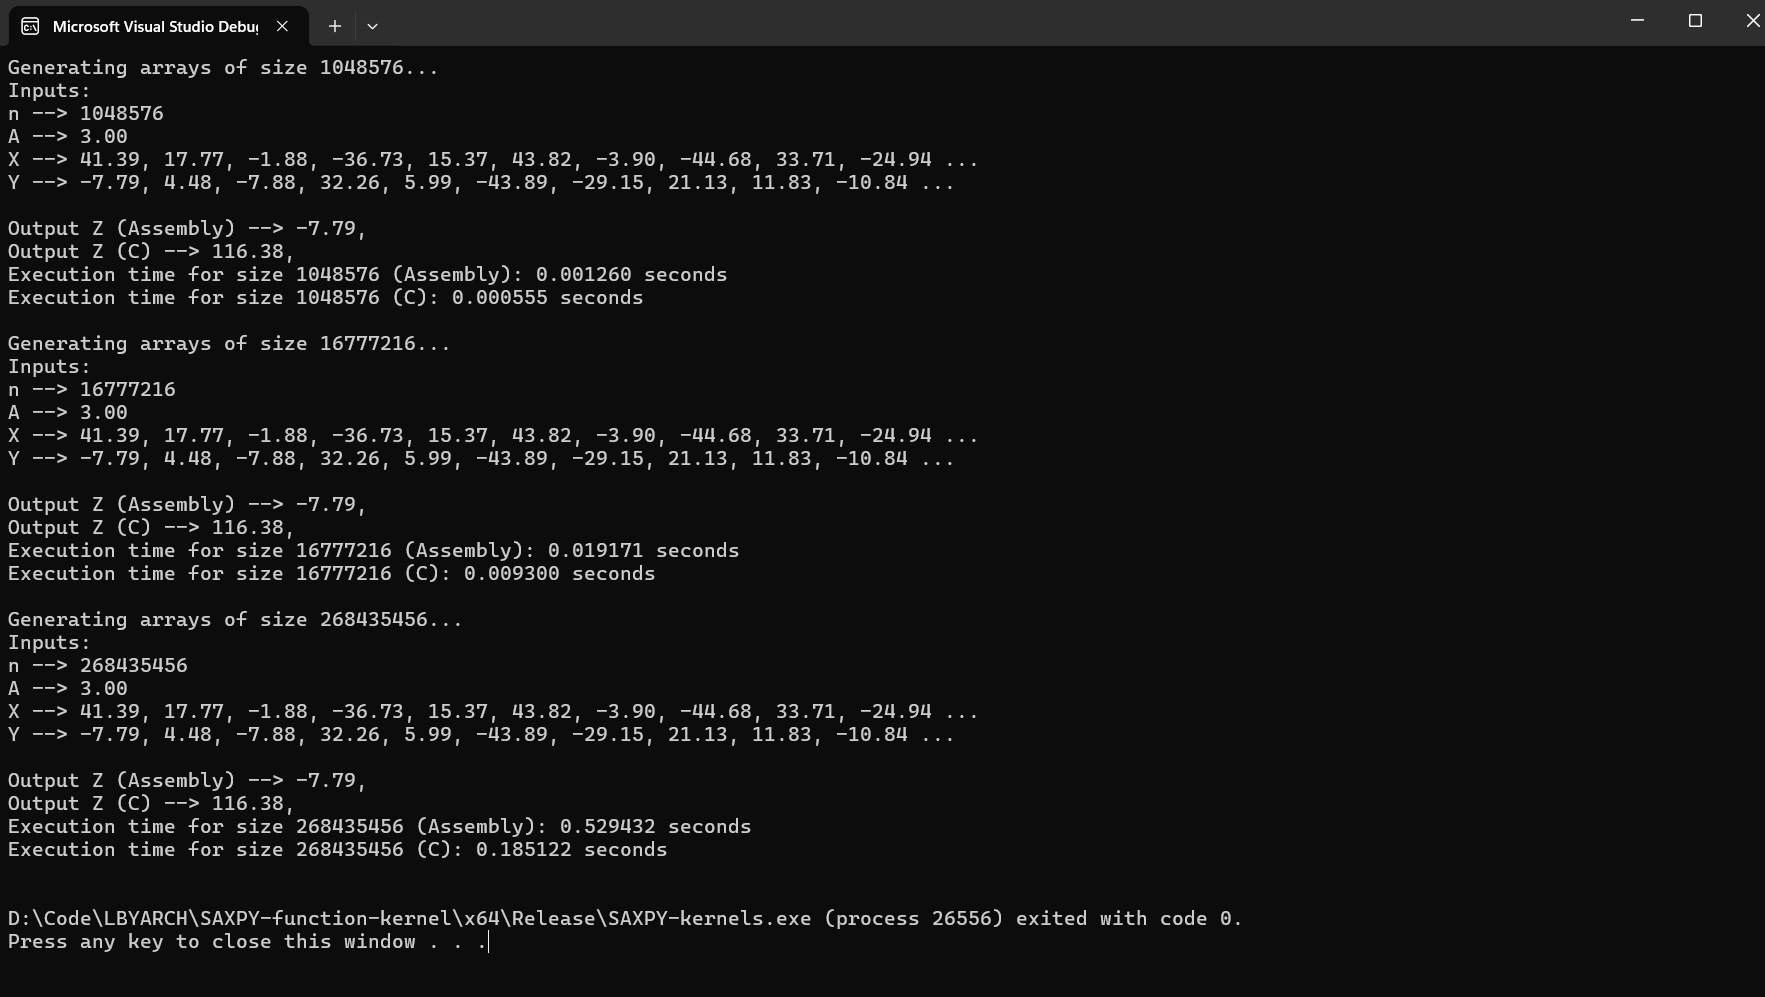 Microsoft Visual Studio Debug
Generating arrays of size 1048576...
Inputs:
n --> 1048576
A --> 3.00
X --> 41.39, 17.77, -1.88, -36.73, 15.37, 43.82, -3.90, -44.68, 33.71, -24.94 ...
Y --> -7.79, 4.48, -7.88, 32.26, 5.99, -43.89, -29.15, 21.13, 11.83, -10.84 ...
Output Z (Assembly) --> -7.79,
Output Z (C) --> 116.38,
Execution time for size 1048576 (Assembly): 0.001260 seconds
Execution time for size 1048576 (C): 0.000555 seconds
Generating arrays of size 16777216...
Inputs:
n --> 16777216
A --> 3.00
X --> 41.39, 17.77, -1.88, -36.73, 15.37, 43.82, -3.90, -44.68, 33.71, -24.94 ...
Y --> -7.79, 4.48, -7.88, 32.26, 5.99, -43.89, -29.15, 21.13, 11.83, -10.84 ...
Output Z (Assembly) --> -7.79,
Output Z (C) --> 116.38,
Execution time for size 16777216 (Assembly): 0.019171 seconds
Execution time for size 16777216 (C): 0.009300 seconds
Generating arrays of size 268435456...
Inputs:
n --> 268435456
A --> 3.00
X --> 41.39, 17.77, -1.88, -36.73, 15.37, 43.82, -3.90, -44.68, 33.71, -24.94 ...
Y --> -7.79, 4.48, -7.88, 32.26, 5.99, -43.89, -29.15, 21.13, 11.83, -10.84 ...
Output Z (Assembly) --> -7.79,
Output Z (C) --> 116.38,
Execution time for size 268435456 (Assembly): 0.529432 seconds
Execution time for size 268435456 (C): 0.185122 seconds
D:\Code\LBYARCH\SAXPY-function-kernel\x64\Release\SAXPY-kernels.exe (process 26556) exited with code 0.
Press any key to close this window . . .